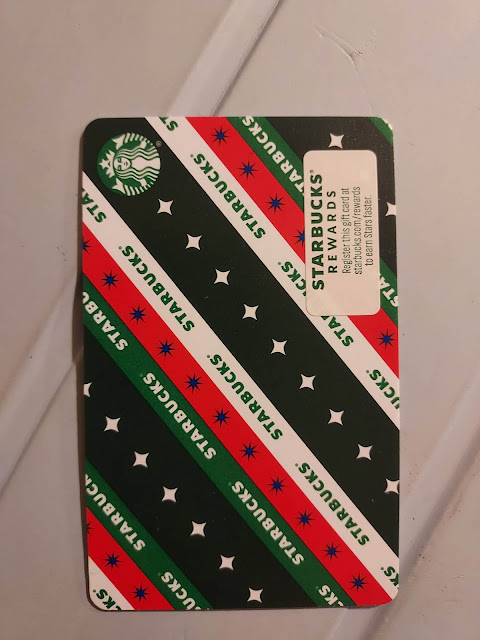 STARBUCKS®
REWARDS
Register this gift card at
starbucks.com/rewards
to earn Stars faster.
STARBUCKS
STARBUCKS®
STARBUCKS®
STARBUCKS®
STARBUCKS®
STARBUCKS
STARBUCKS
STARBUCKS